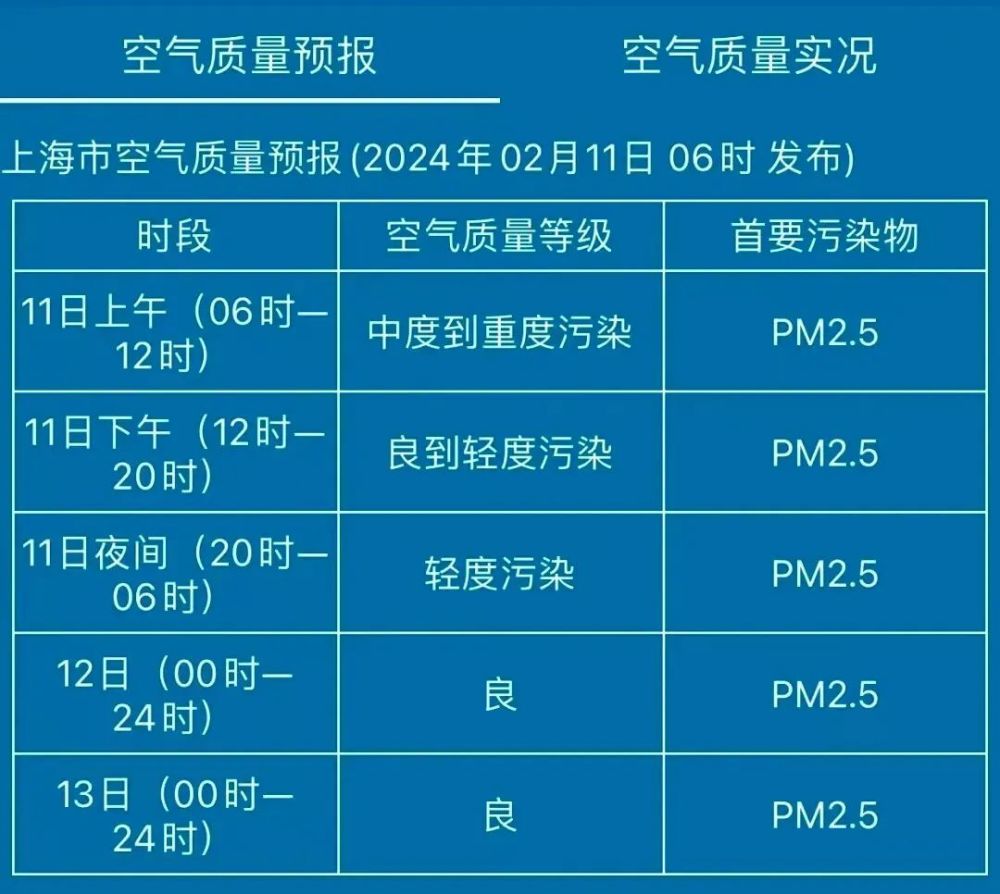 空气质量预报 空气质量实况
上海市空气质量预报(2024年02月11日 06时 发布)
时段 空气质量等级 首要污染物
11日上午（06时—
12时） 中度到重度污染 PM2.5
11日下午（12时—
20时） 良到轻度污染 PM2.5
11日夜间（20时—
06时） 轻度污染 PM2.5
12日（00时—
24时） 良 PM2.5
13日（00时—
24时） 良 PM2.5